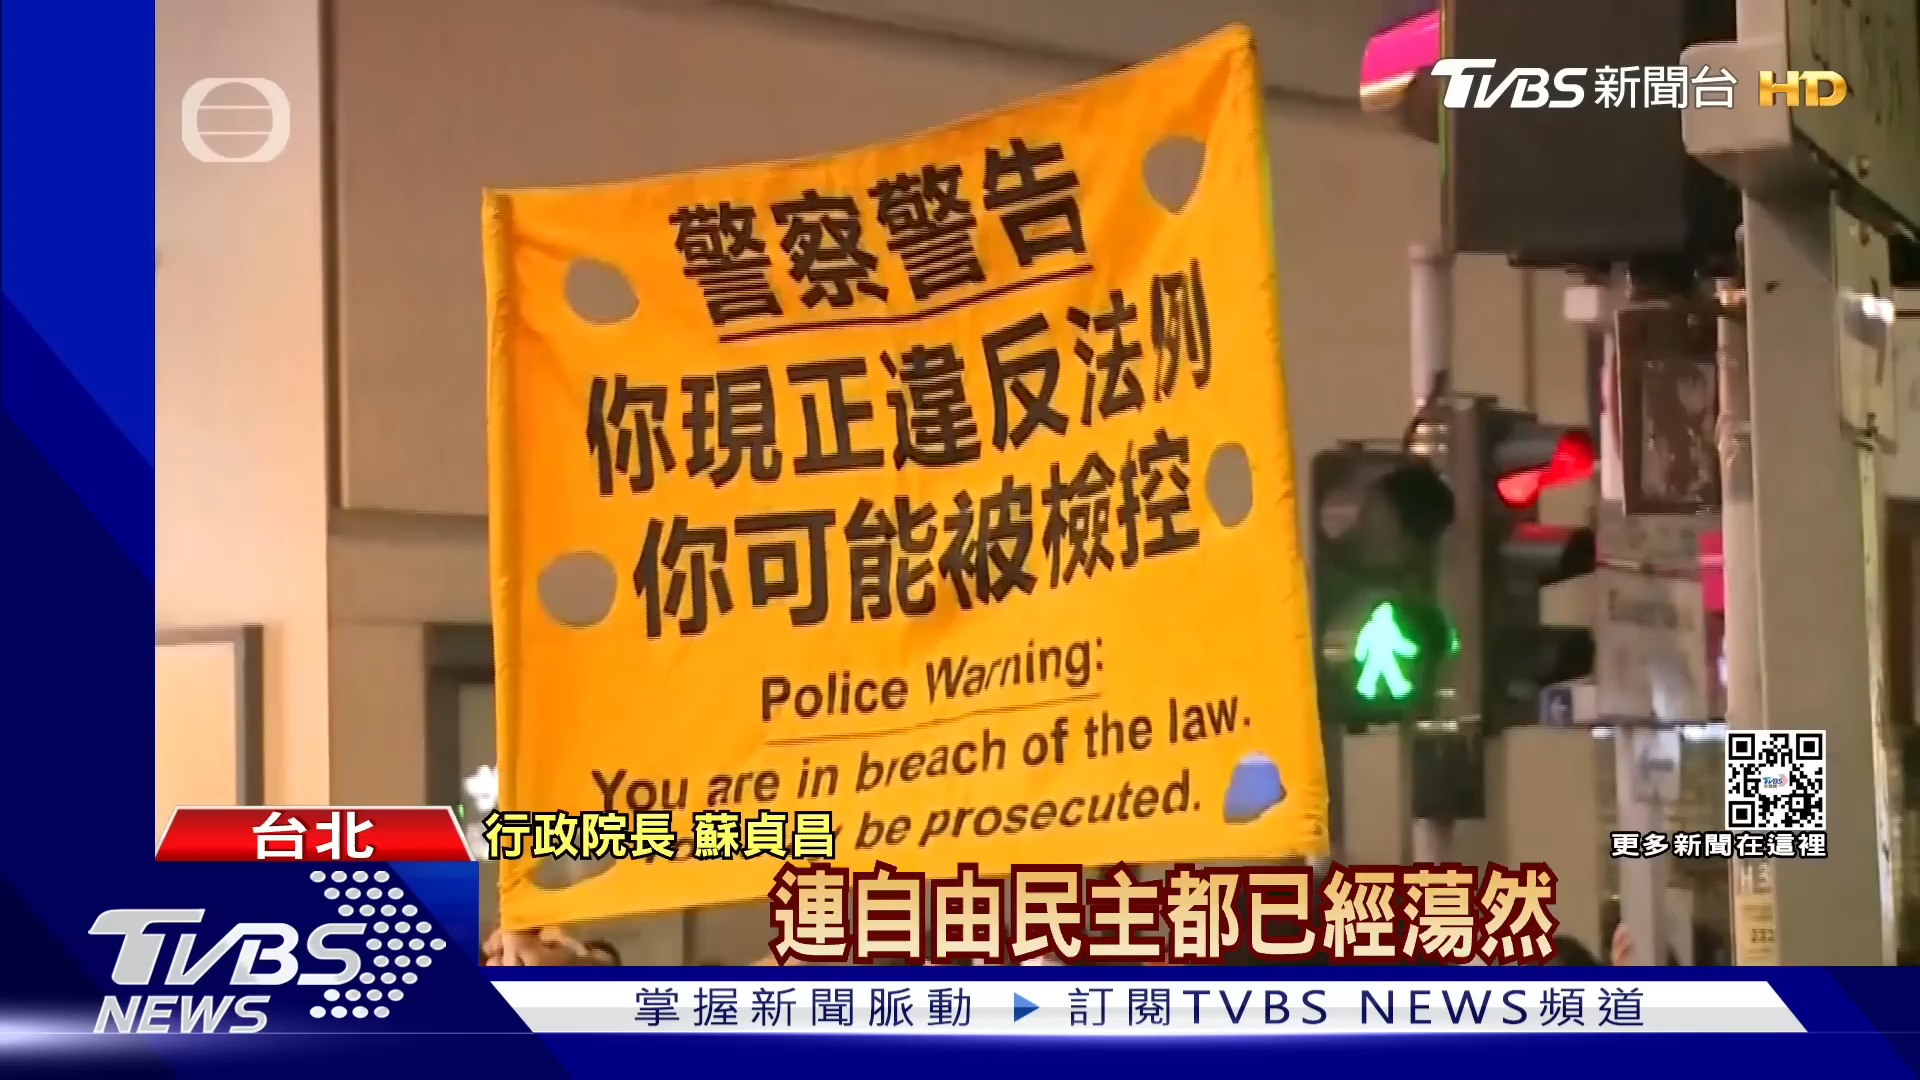 TVBS新聞台 HD
警察警告
你現正違反法例
你可能被檢控
Police Warning:
You are in breach of the law.
be prosecuted.
TVBS
更多新聞在這裡
台北
行政院長 蘇貞昌
連自由民主都已經蕩然
TVBS
NEWS
掌握新聞脈動 ▶ 訂閱TVBS NEWS頻道